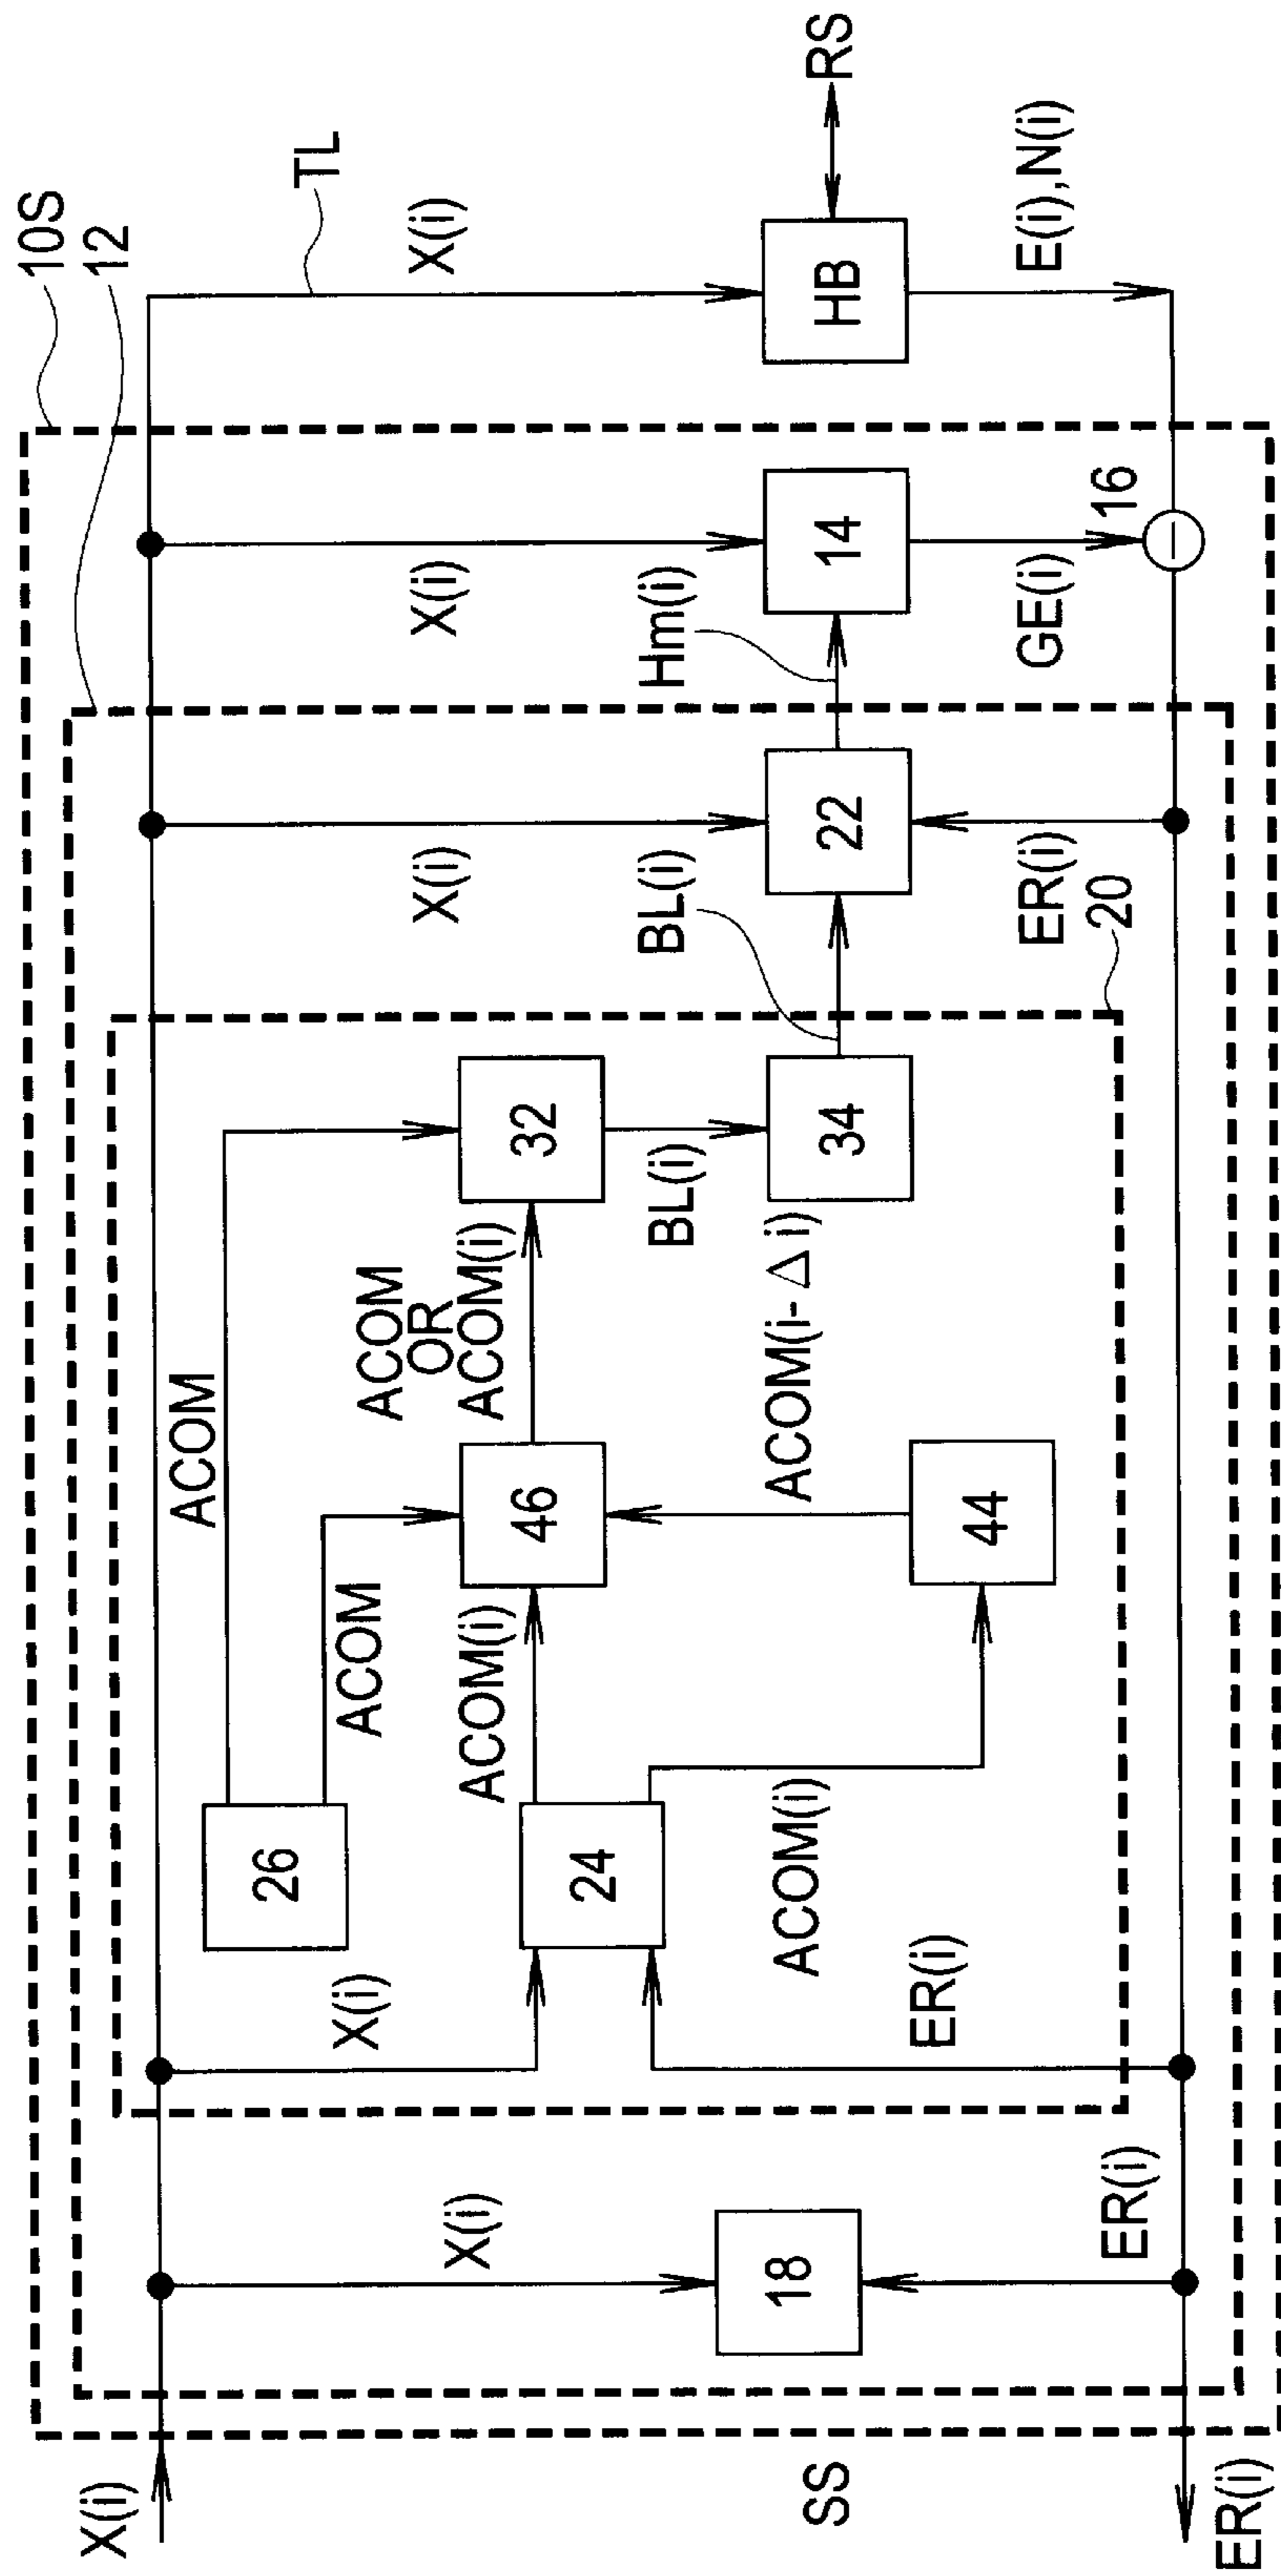 10S
12
TL
X(i)
X(i)
X(i)
X(i)
X(i)
X(i)
HB
RS
E(i),N(i)
14
16
GE(i)
Hm(i)
22
BL(i)
ER(i)
20
ACOM
32
BL(i)
34
ACOM
OR
ACOM(i)
ACOM
46
ACOM(i-Δi)
44
26
ACOM(i)
24
ACOM(i)
ER(i)
18
ER(i)
SS
ER(i)